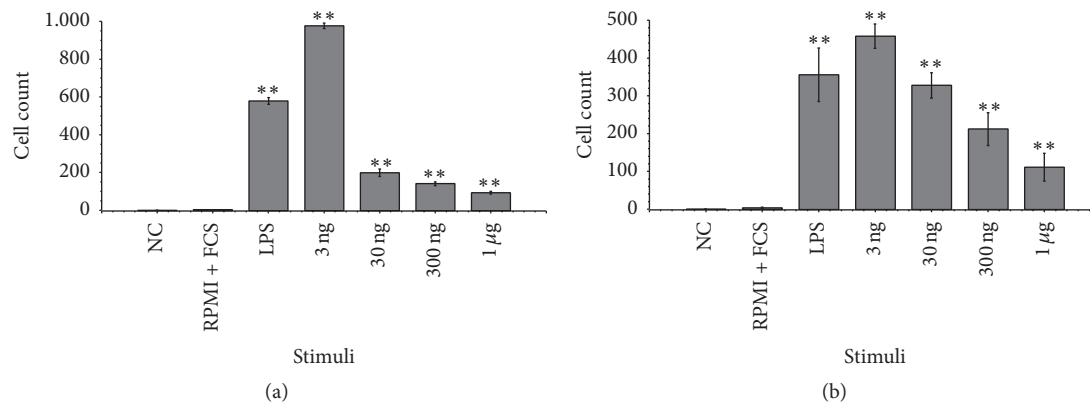 1.000
800
600
400
200
0
Cell count
**
**
**
**
**
NC
RPMI + FCS
LPS
3 ng
30 ng
300 ng
1 µg
Stimuli
(a)
500
400
300
200
100
0
Cell count
**
**
**
**
**
NC
RPMI + FCS
LPS
3 ng
30 ng
300 ng
1 µg
Stimuli
(b)